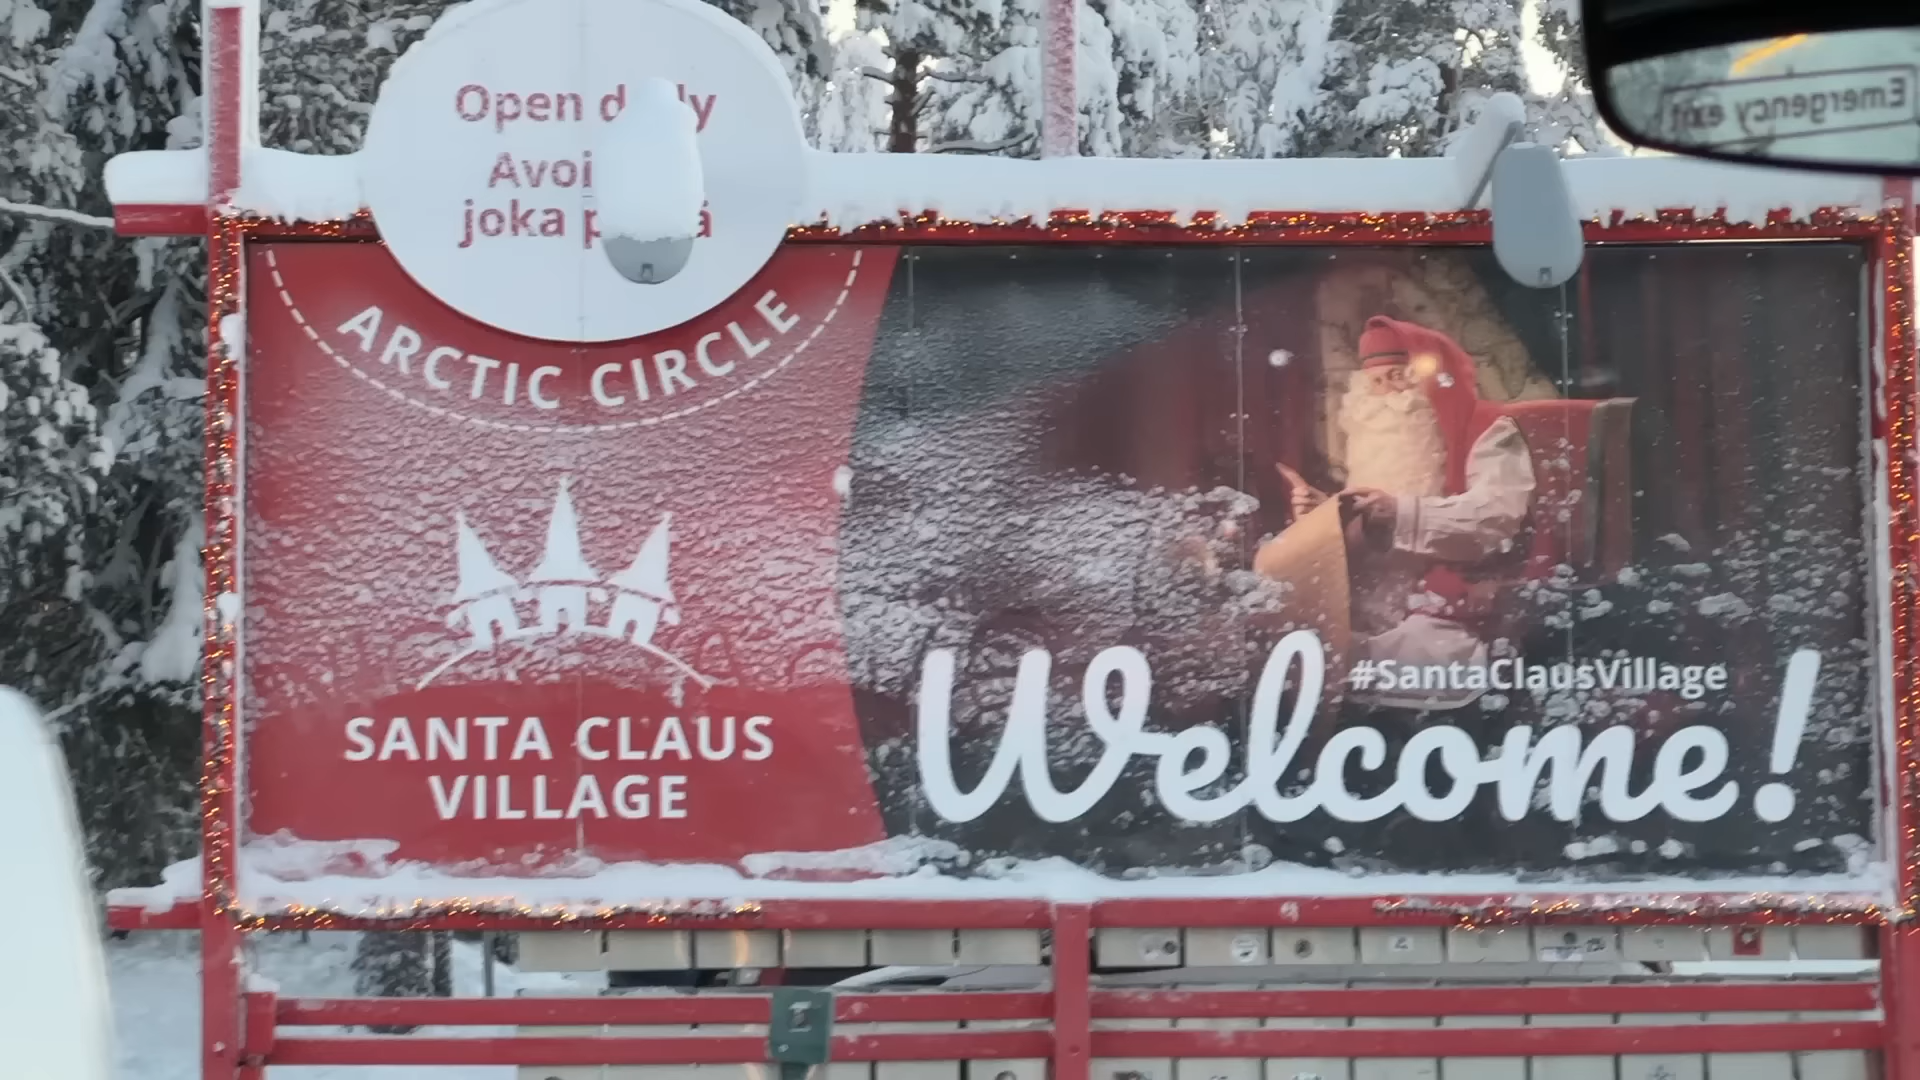 Open
Avoi
joka
ARCTIC CIRCLE
SANTA CLAUS
VILLAGE
#SantaClausVillage
Welcome!
Emergency exit